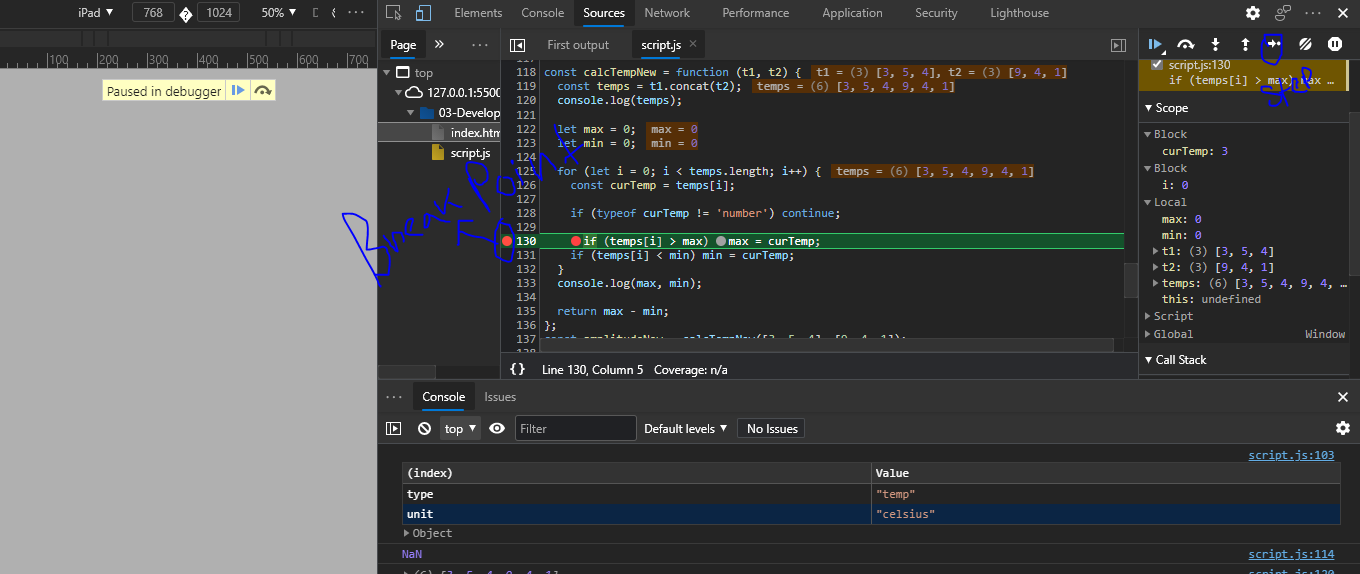 iPad ▼ 768 1024 50% ▼
Elements Console Sources Network Performance Application Security Lighthouse
100 200 300 400 500 600 700
Paused in debugger
Page » ···
top
127.0.0.1:5500
03-Develop
index.htm
script.js
First output script.js ×
118 const calcTempNew = function (t1, t2) { t1 = (3) [3, 5, 4], t2 = (3) [9, 4, 1]
119 const temps = t1.concat(t2); temps = (6) [3, 5, 4, 9, 4, 1]
120 console.log(temps);
121
122 let max = 0; max = 0
123 let min = 0; min = 0
124
125 for (let i = 0; i < temps.length; i++) { temps = (6) [3, 5, 4, 9, 4, 1]
126 const curTemp = temps[i];
127
128 if (typeof curTemp != 'number') continue;
129
130 if (temps[i] > max) max = curTemp;
131 if (temps[i] < min) min = curTemp;
132 }
133 console.log(max, min);
134
135 return max - min;
136 };
137
Break Point
{} Line 130, Column 5 Coverage: n/a
script.js:130
if (temps[i] > max) max …
Step
Scope
Block
curTemp: 3
Block
i: 0
Local
max: 0
min: 0
t1: (3) [3, 5, 4]
t2: (3) [9, 4, 1]
temps: (6) [3, 5, 4, 9, 4, …
this: undefined
Script
Global Window
Call Stack
Console Issues
top ▼ Filter Default levels ▼ No Issues
script.js:103
(index) Value
type "temp"
unit "celsius"
Object
NaN script.js:114